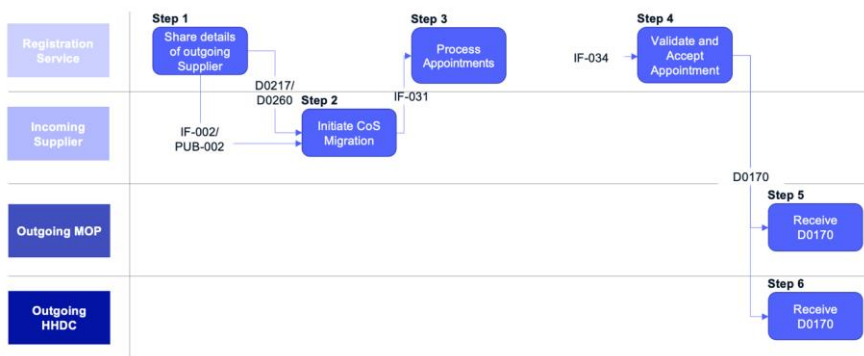 Step 1
Share details
of outgoing
Supplier
Step 3
Process
Appointments
Step 4
Validate and
Accept
Appointment
Registration
Service
IF-034
D0217/
D0260
IF-031
Step 2
Initiate CoS
Migration
Incoming
Supplier
IF-002/
PUB-002
D0170
Step 5
Receive
D0170
Outgoing MOP
Step 6
Receive
D0170
Outgoing
HHDC